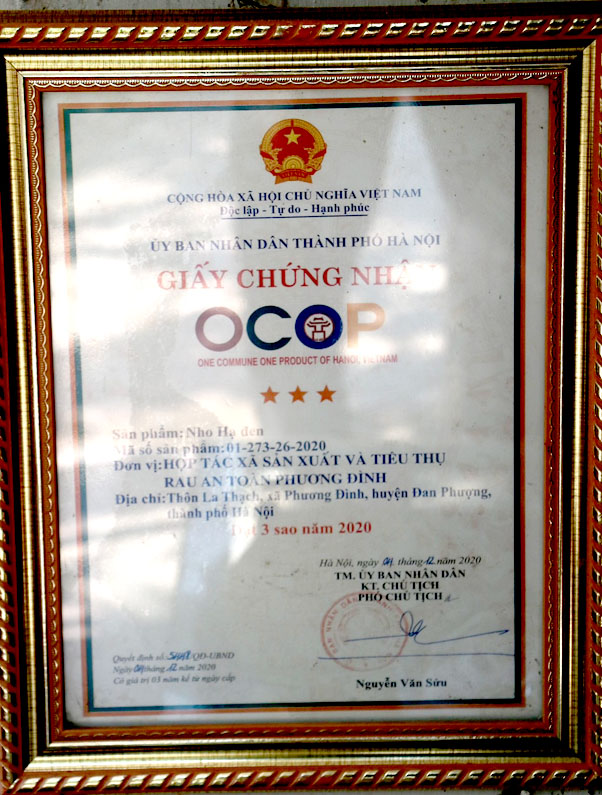 CỘNG HÒA XÃ HỘI CHỦ NGHĨA VIỆT NAM
Độc lập - Tự do - Hạnh phúc
ỦY BAN NHÂN DÂN THÀNH PHỐ HÀ NỘI
GIẤY CHỨNG NHẬN
OCOP
ONE COMMUNE ONE PRODUCT OF HANOI, VIETNAM
Sản phẩm: Nho Hạ đen
Mã số sản phẩm: 01-273-26-2020
Đơn vị: HỢP TÁC XÃ SẢN XUẤT VÀ TIÊU THỤ
RAU AN TOÀN PHƯƠNG ĐÌNH
Địa chỉ: Thôn La Thạch, xã Phương Đình, huyện Đan Phượng,
thành phố Hà Nội
Đạt 3 sao năm 2020
Hà Nội, ngày tháng 12 năm 2020
TM. ỦY BAN NHÂN DÂN
KT. CHỦ TỊCH
PHÓ CHỦ TỊCH
Quyết định số: /QĐ-UBND
Ngày tháng 12 năm 2020
Có giá trị 03 năm kể từ ngày cấp
Nguyễn Văn Sửu